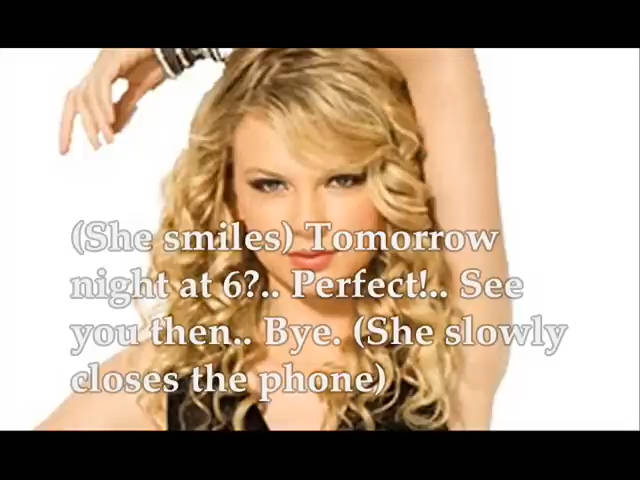 (She smiles) Tomorrow
night at 6?.. Perfect!.. See
you then.. Bye. (She slowly
closes the phone)